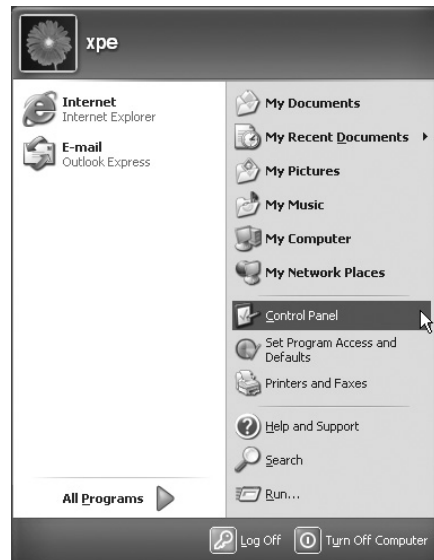 xpe
Internet
Internet Explorer
E-mail
Outlook Express
All Programs
My Documents
My Recent Documents
My Pictures
My Music
My Computer
My Network Places
Control Panel
Set Program Access and
Defaults
Printers and Faxes
Help and Support
Search
Run...
Log Off
Turn Off Computer